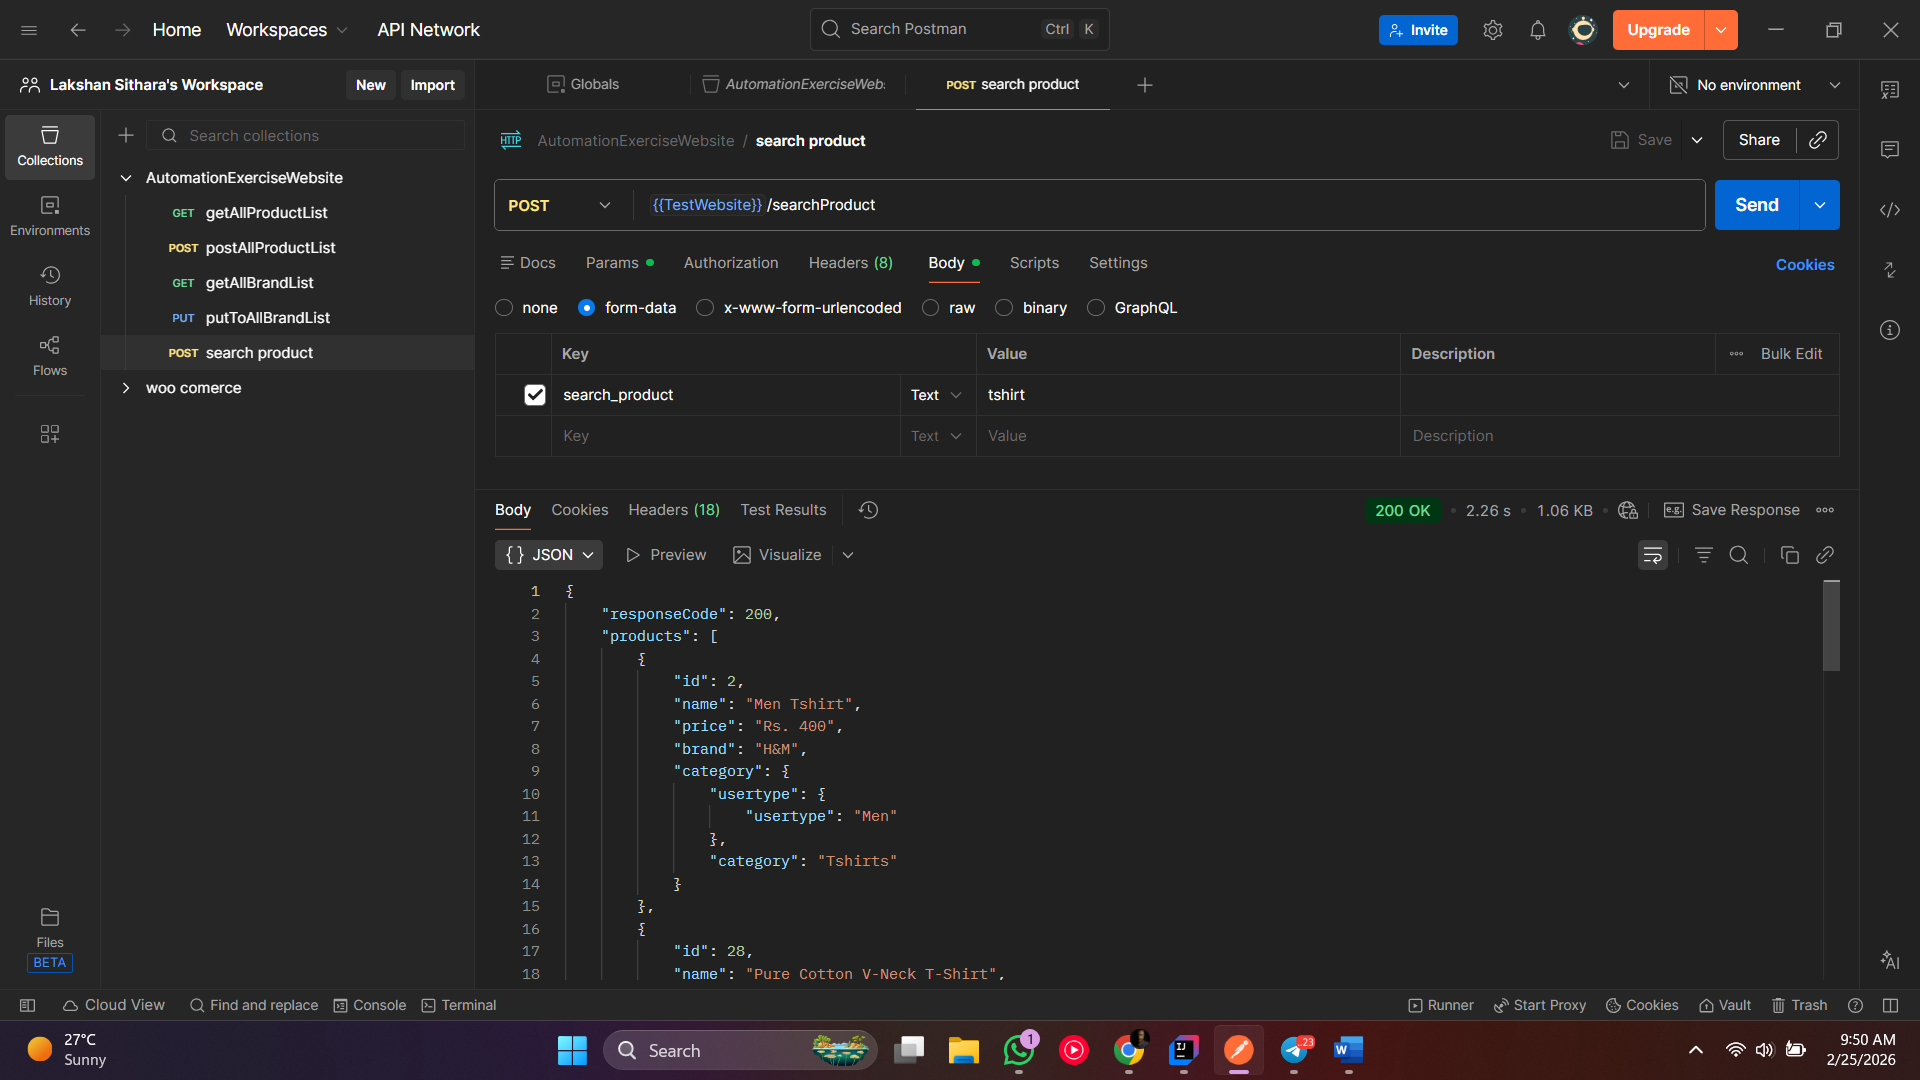 Home Workspaces API Network Search Postman Ctrl K Invite Upgrade
Lakshan Sithara's Workspace New Import Globals AutomationExerciseWeb: POST search product No environment
Collections
Environments
History
Flows
Files
BETA
Search collections
AutomationExerciseWebsite
GET getAllProductList
POST postAllProductList
GET getAllBrandList
PUT putToAllBrandList
POST search product
woo comerce
HTTP AutomationExerciseWebsite / search product Save Share
POST {{TestWebsite}} /searchProduct Send
Docs Params Authorization Headers (8) Body Scripts Settings Cookies
none form-data x-www-form-urlencoded raw binary GraphQL
Key Value Description Bulk Edit
search_product Text tshirt
Key Text Value Description
Body Cookies Headers (18) Test Results 200 OK 2.26 s 1.06 KB e.g. Save Response
{} JSON Preview Visualize
1 {
2 "responseCode": 200,
3 "products": [
4 {
5 "id": 2,
6 "name": "Men Tshirt",
7 "price": "Rs. 400",
8 "brand": "H&M",
9 "category": {
10 "usertype": {
11 "usertype": "Men"
12 },
13 "category": "Tshirts"
14 }
15 },
16 {
17 "id": 28,
18 "name": "Pure Cotton V-Neck T-Shirt",
Cloud View Find and replace Console Terminal Runner Start Proxy Cookies Vault Trash
27°C
Sunny
Search
1
IJ
23
W
9:50 AM
2/25/2026